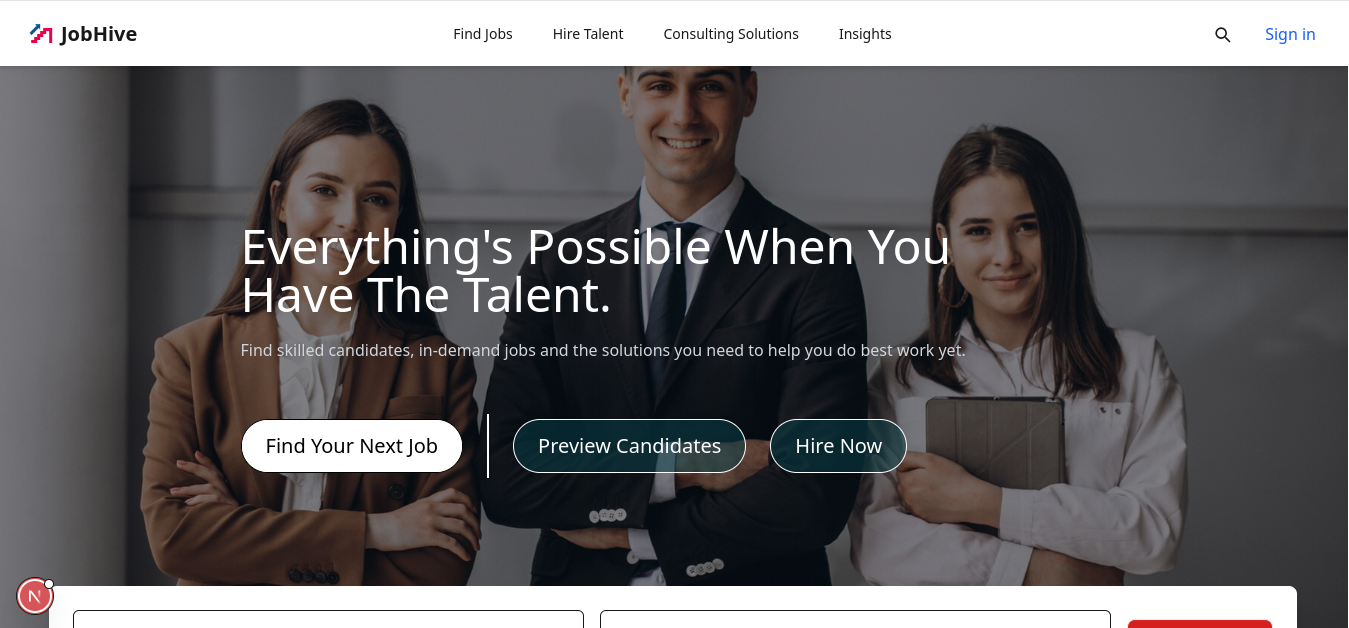 JobHive
Find Jobs
Hire Talent
Consulting Solutions
Insights
Sign in
Everything's Possible When You
Have The Talent.
Find skilled candidates, in-demand jobs and the solutions you need to help you do best work yet.
Find Your Next Job
Preview Candidates
Hire Now
N